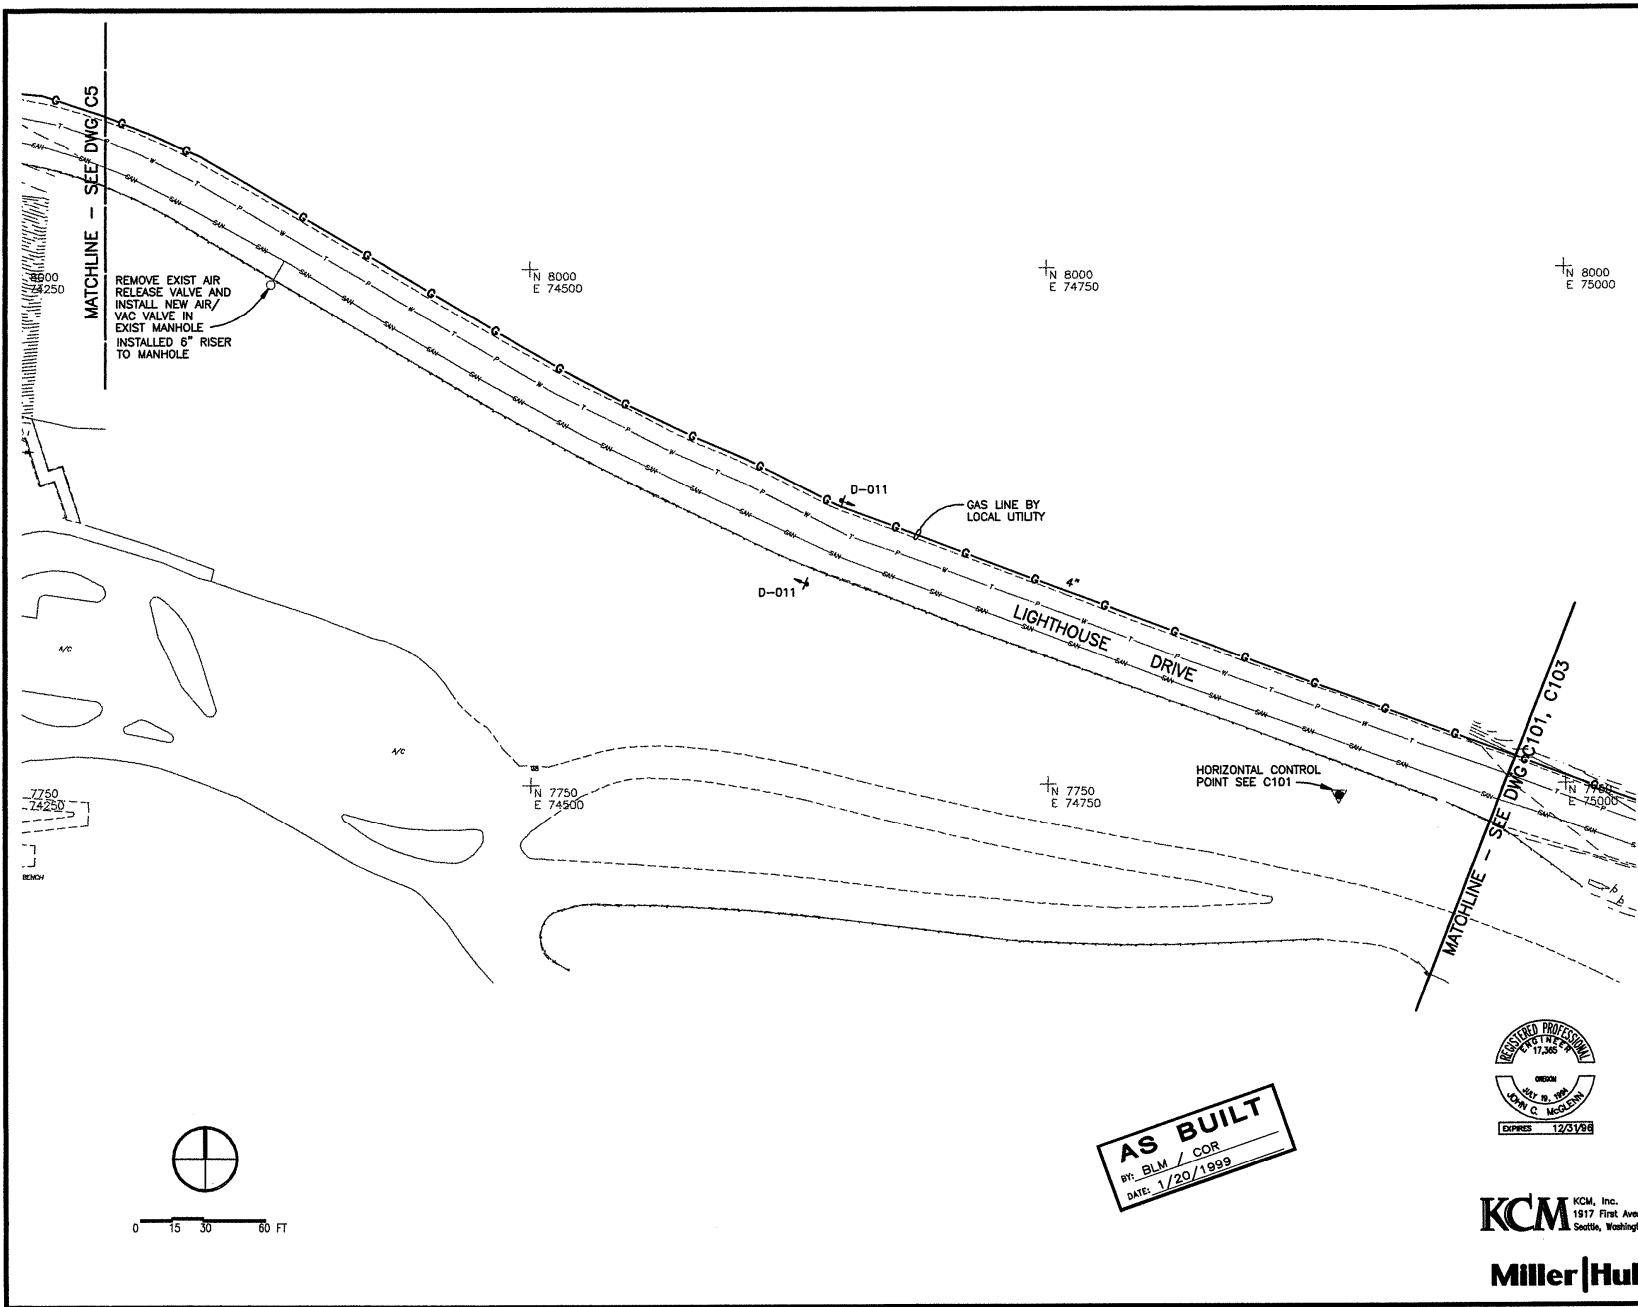 MATCHLINE - SEE DWG C5
8000
74250
REMOVE EXIST AIR
RELEASE VALVE AND
INSTALL NEW AIR/
VAC VALVE IN
EXIST MANHOLE
INSTALLED 6" RISER
TO MANHOLE
N 8000
E 74500
N 8000
E 74750
N 8000
E 75000
D-011
GAS LINE BY
LOCAL UTILITY
D-011
4"
LIGHTHOUSE DRIVE
A/C
A/C
HORIZONTAL CONTROL
POINT SEE C101
MATCHLINE - SEE DWG C101, C103
7750
74250
N 7750
E 74500
N 7750
E 74750
N 7750
E 75000
BENCH
REGISTERED PROFESSIONAL
ENGINEER
17,365
OREGON
JULY 19, 1994
JOHN C. McGLENN
EXPIRES 12/31/98
AS BUILT
BY: BLM / COR
DATE: 1/20/1999
0 15 30 60 FT
KCM
KCM, Inc.
1917 First
Seattle,
Miller|Hul